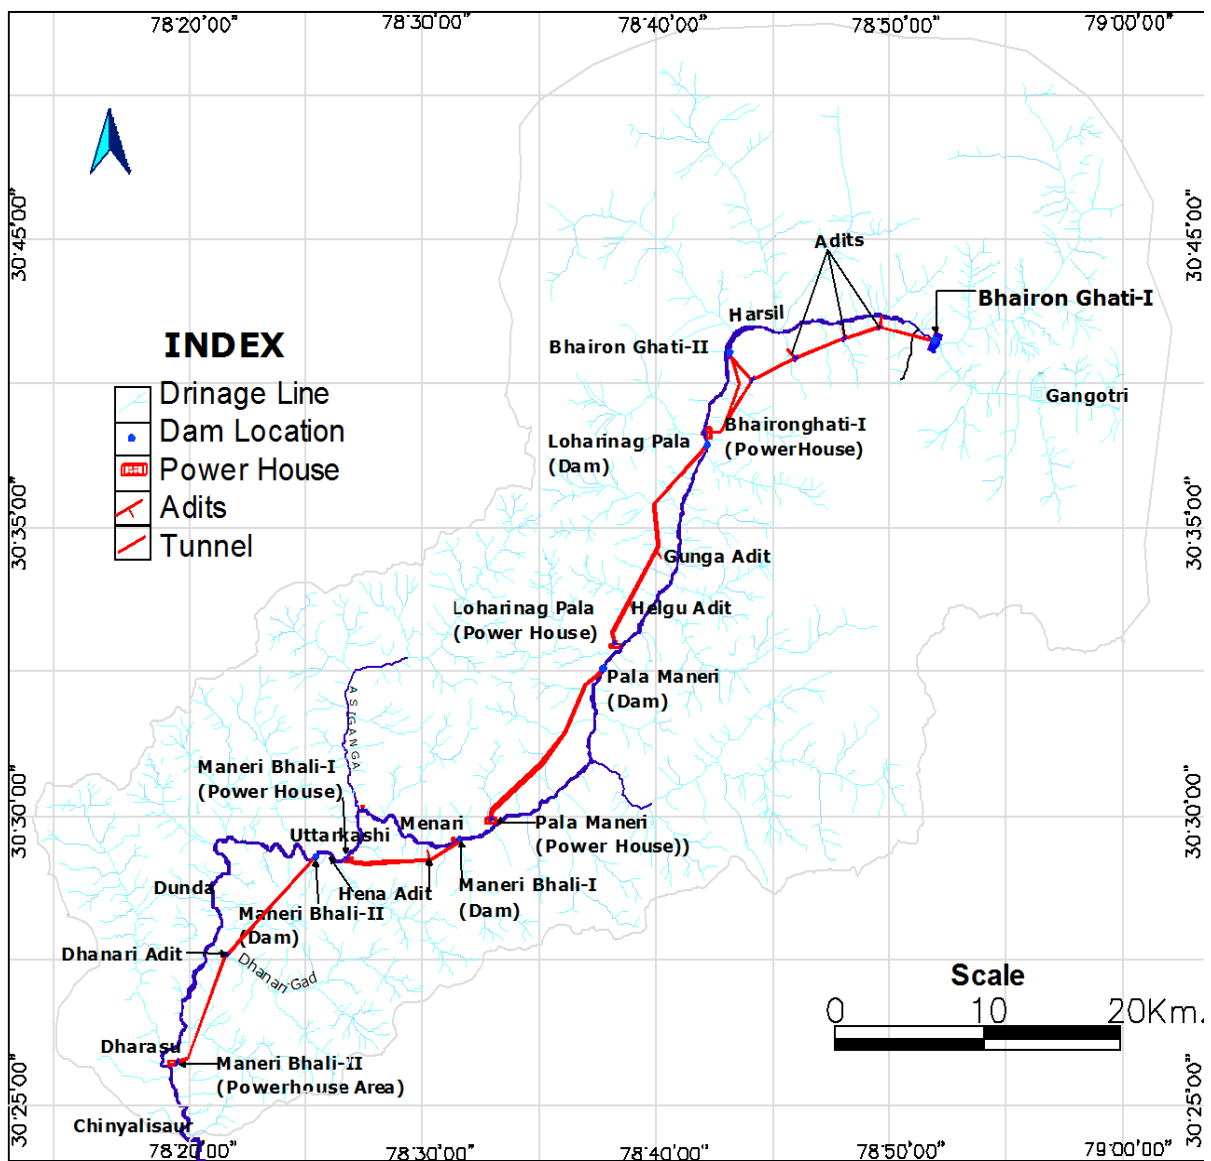 78°20'00" 78°30'00" 78°40'00" 78°50'00" 79°00'00"
30°45'00" 30°45'00"
Adits
Bhairon Ghati-I
Harsil
INDEX
Bhairon Ghati-II
Drinage Line
Gangotri
Dam Location
Bhaironghati-I
(PowerHouse)
Loharinag Pala
(Dam)
Power House
Adits
Tunnel
30°35'00" 30°35'00"
Gunga Adit
Loharinag Pala
(Power House)
Helgu Adit
Pala Maneri
(Dam)
ASIGANGA
Maneri Bhali-I
(Power House)
30°30'00" 30°30'00"
Uttarkashi
Menari
Pala Maneri
(Power House))
Dunda
Hena Adit
Maneri Bhali-I
(Dam)
Maneri Bhali-II
(Dam)
Dhanari Adit
Dhanari Gad
Scale
0 10 20Km.
Dharasu
Maneri Bhali-II
(Powerhouse Area)
30°25'00" 30°25'00"
Chinyalisaur
78°20'00" 78°30'00" 78°40'00" 78°50'00" 79°00'00"